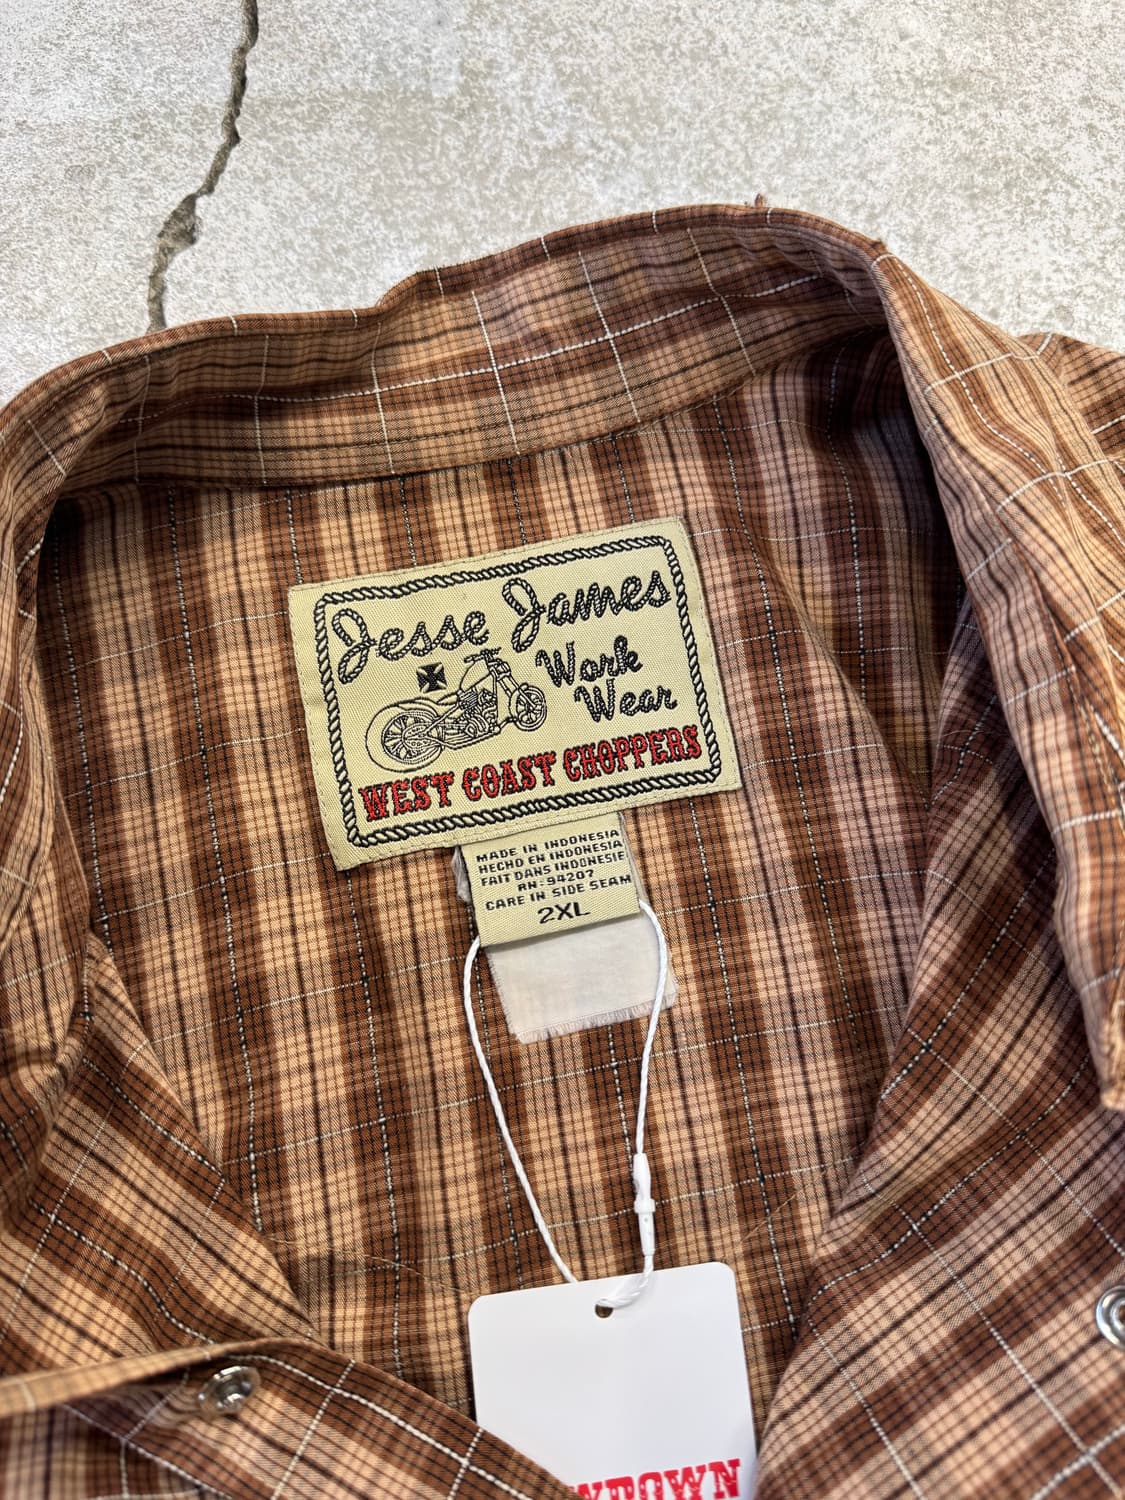 Jesse James
Work
Wear
WEST COAST CHOPPERS
MADE IN INDONESIA
HECHO EN INDONESIA
FAIT DANS INDONESIE
RN: 94207
CARE IN SIDE SEAM
2XL